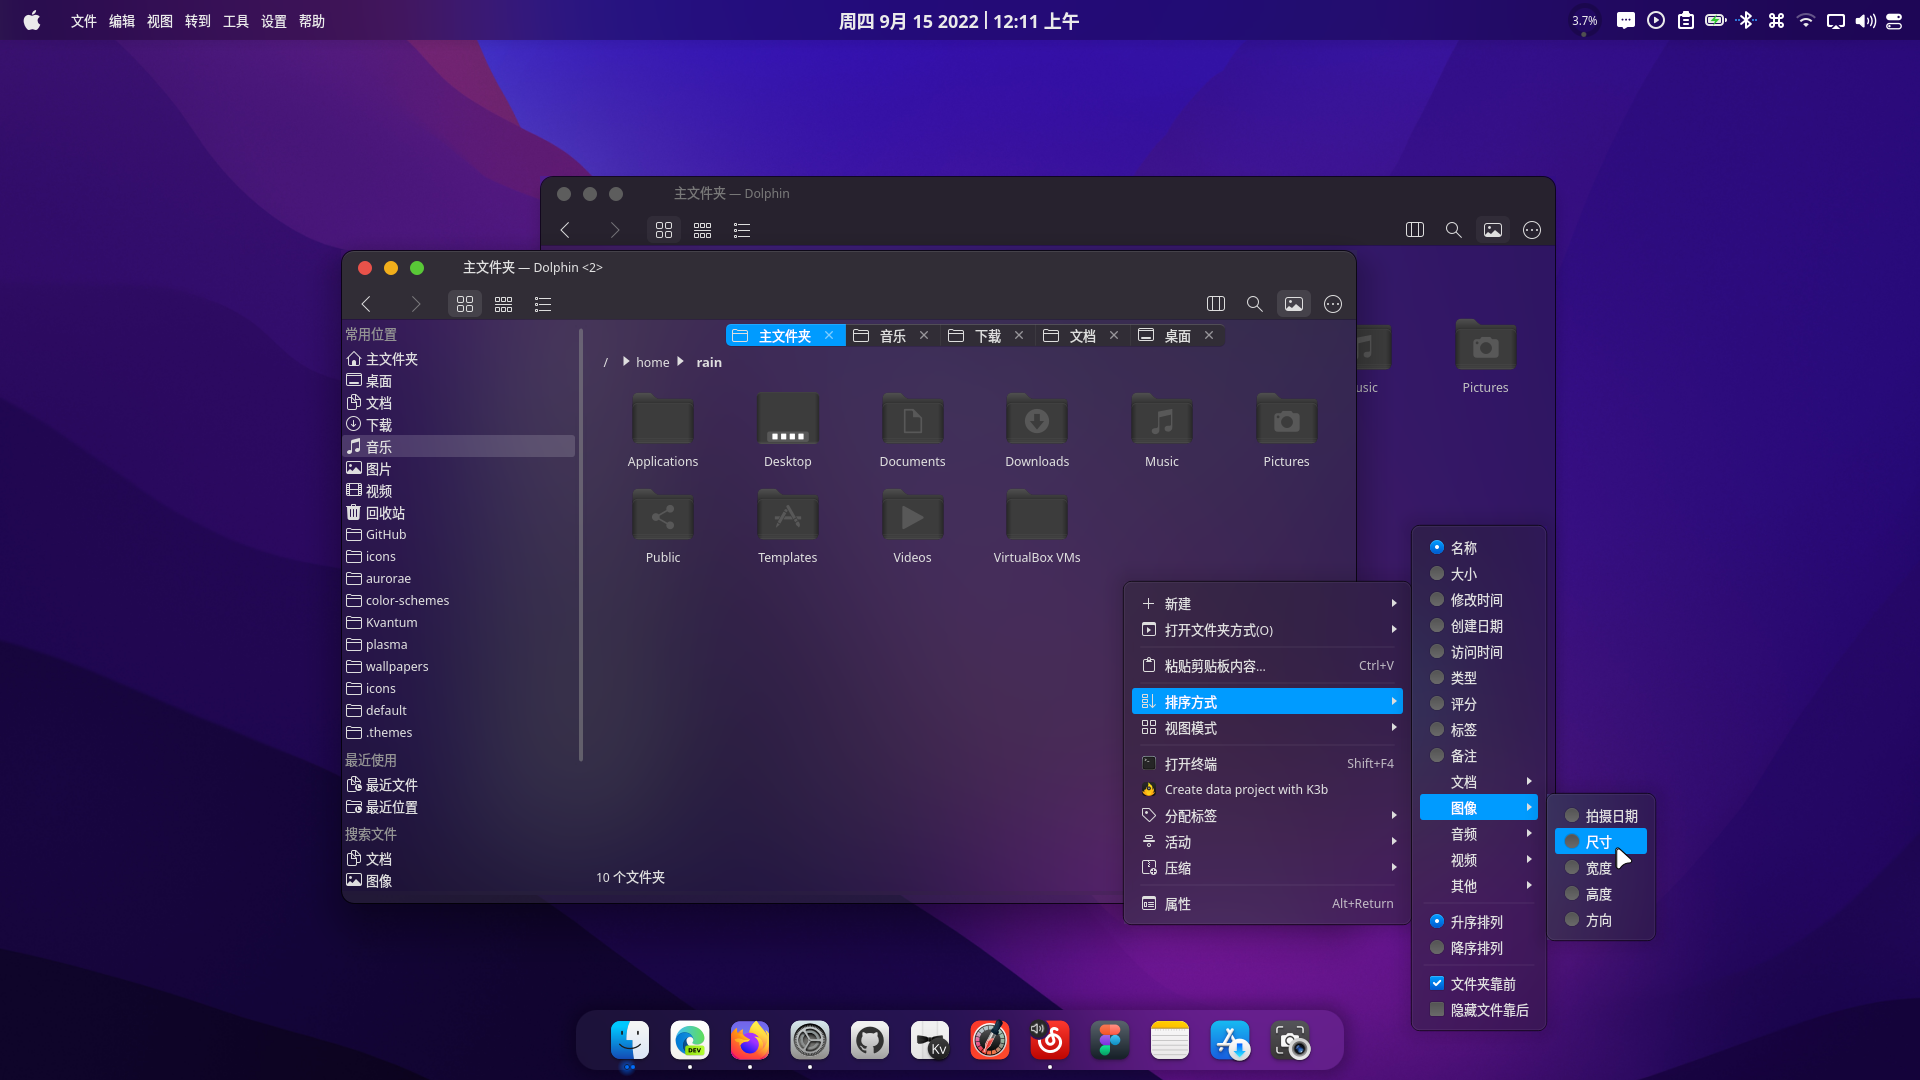 文件 编辑 视图 转到 工具 设置 帮助
周四 9月 15 2022 | 12:11 上午
3.7%
主文件夹 — Dolphin
主文件夹 — Dolphin <2>
常用位置
主文件夹
桌面
文档
下载
音乐
图片
视频
回收站
GitHub
icons
aurorae
color-schemes
Kvantum
plasma
wallpapers
icons
default
.themes
最近使用
最近文件
最近位置
搜索文件
文档
图像
主文件夹 音乐 下载 文档 桌面
/ home rain
Applications Desktop Documents Downloads Music Pictures
Public Templates Videos VirtualBox VMs
10 个文件夹
usic Pictures
新建
打开文件夹方式(O)
粘贴剪贴板内容... Ctrl+V
排序方式
视图模式
打开终端 Shift+F4
Create data project with K3b
分配标签
活动
压缩
属性 Alt+Return
名称
大小
修改时间
创建日期
访问时间
类型
评分
标签
备注
文档
图像
音频
视频
其他
升序排列
降序排列
文件夹靠前
隐藏文件靠后
拍摄日期
尺寸
宽度
高度
方向
DEV
Kv